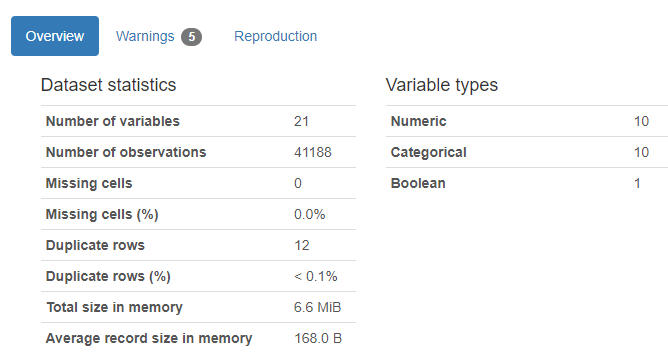 Overview Warnings 5 Reproduction
Dataset statistics
Number of variables 21
Number of observations 41188
Missing cells 0
Missing cells (%) 0.0%
Duplicate rows 12
Duplicate rows (%) < 0.1%
Total size in memory 6.6 MiB
Average record size in memory 168.0 B
Variable types
Numeric 10
Categorical 10
Boolean 1